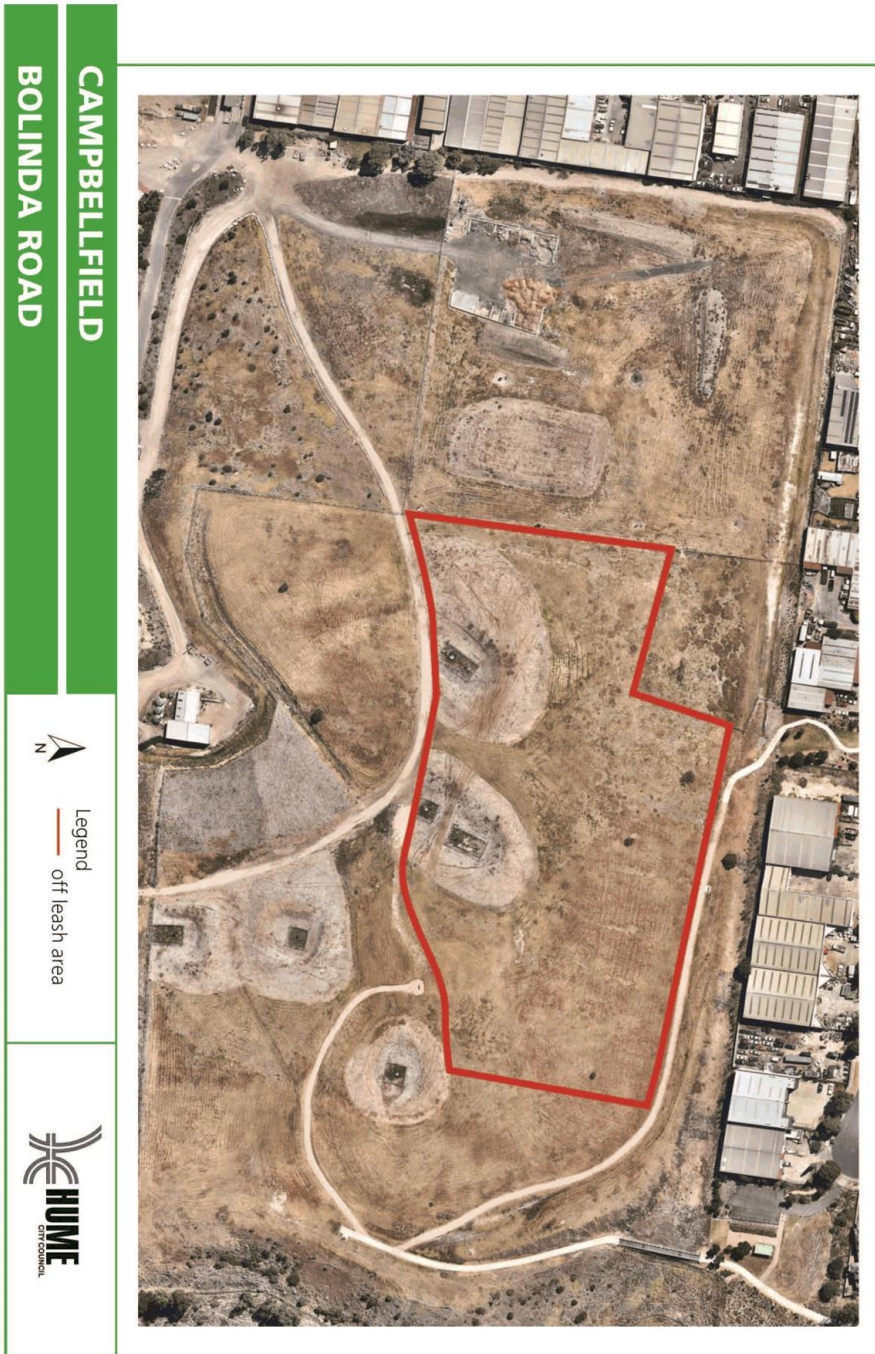 CAMPBELLFIELD
BOLINDA ROAD
N
Legend
off leash area
HUME
CITY COUNCIL